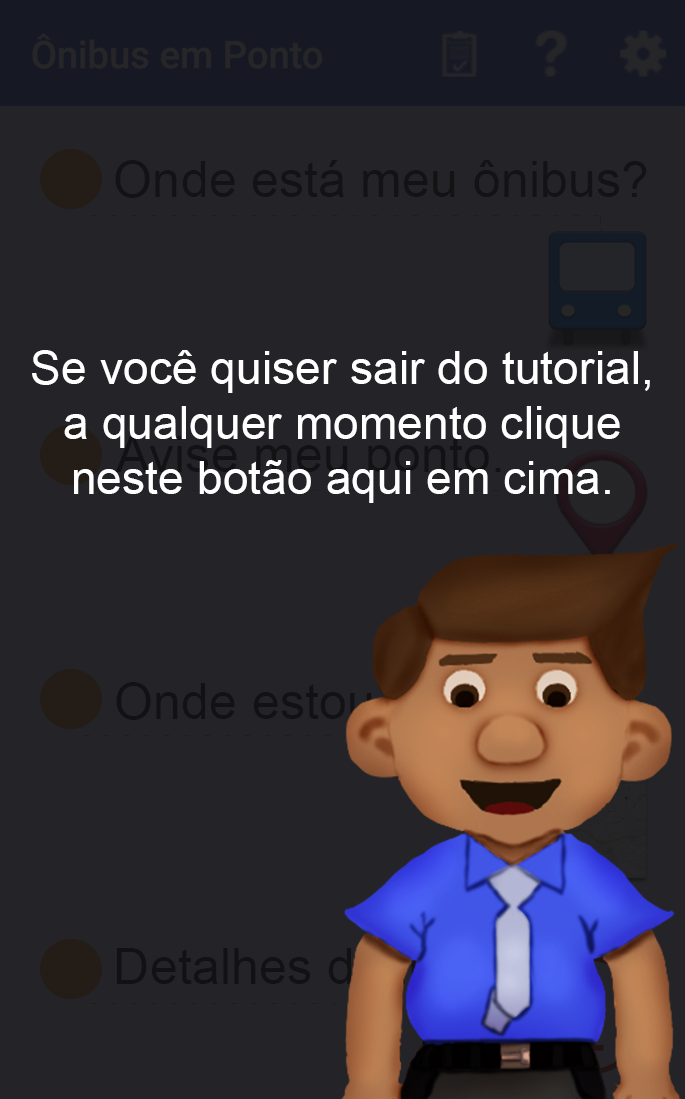 Ônibus em Ponto
Onde está meu ônibus?
Se você quiser sair do tutorial,
a qualquer momento clique
Avise meu ponto.
neste botão aqui em cima.
Onde estou
Detalhes d